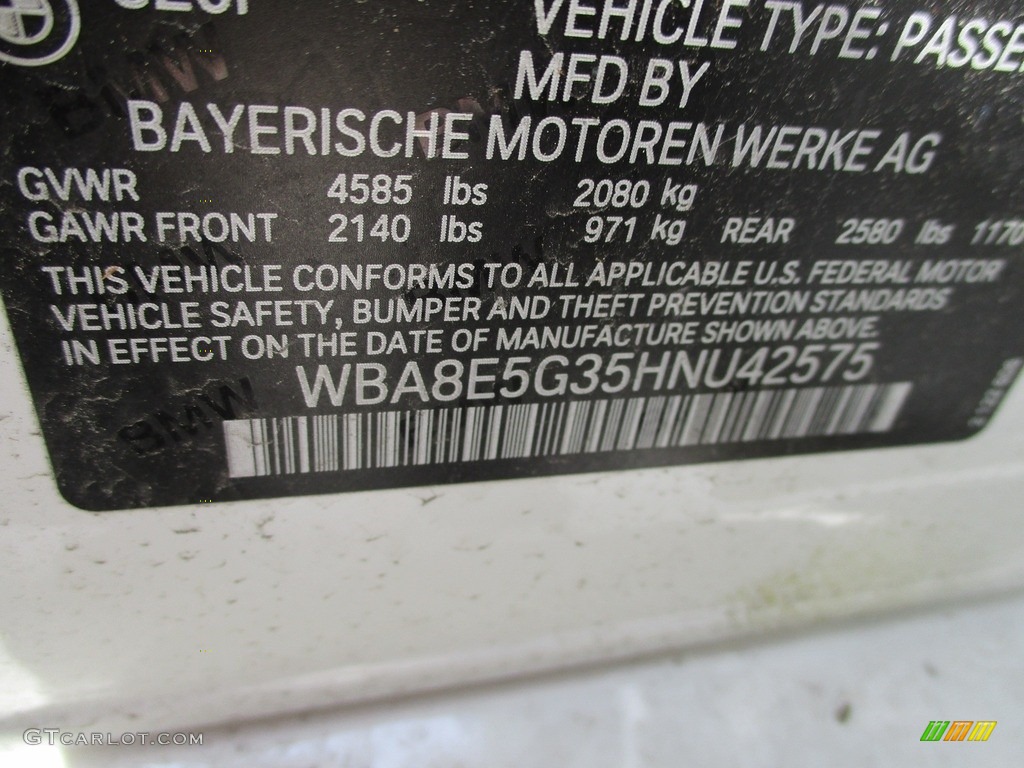 VEHICLE TYPE: PASSE
MFD BY
BAYERISCHE MOTOREN WERKE AG
GVWR 4585 lbs 2080 kg
GAWR FRONT 2140 lbs 971 kg REAR 2580 lbs 1170
THIS VEHICLE CONFORMS TO ALL APPLICABLE U.S. FEDERAL MOTOR
VEHICLE SAFETY, BUMPER AND THEFT PREVENTION STANDARDS
IN EFFECT ON THE DATE OF MANUFACTURE SHOWN ABOVE.
WBA8E5G35HNU42575
BMW
BMW
GTCARLOT.COM